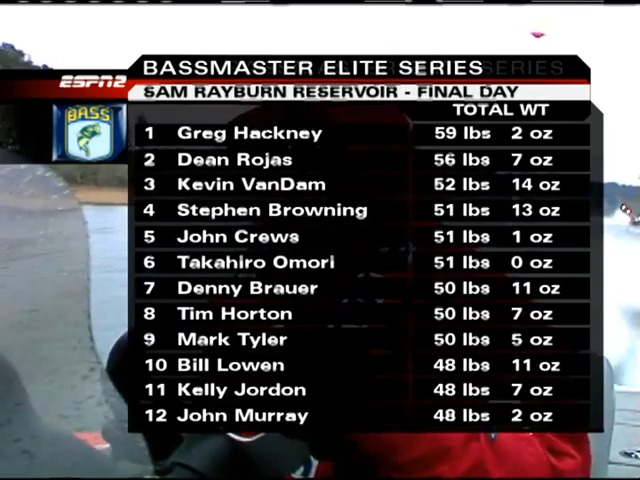 BASSMASTER ELITE SERIES
ESPN2
SAM RAYBURN RESERVOIR - FINAL DAY
BASS
TOTAL WT
1 Greg Hackney 59 lbs 2 oz
2 Dean Rojas 56 lbs 7 oz
3 Kevin VanDam 52 lbs 14 oz
4 Stephen Browning 51 lbs 13 oz
5 John Crews 51 lbs 1 oz
6 Takahiro Omori 51 lbs 0 oz
7 Denny Brauer 50 lbs 11 oz
8 Tim Horton 50 lbs 7 oz
9 Mark Tyler 50 lbs 5 oz
10 Bill Lowen 48 lbs 11 oz
11 Kelly Jordon 48 lbs 7 oz
12 John Murray 48 lbs 2 oz